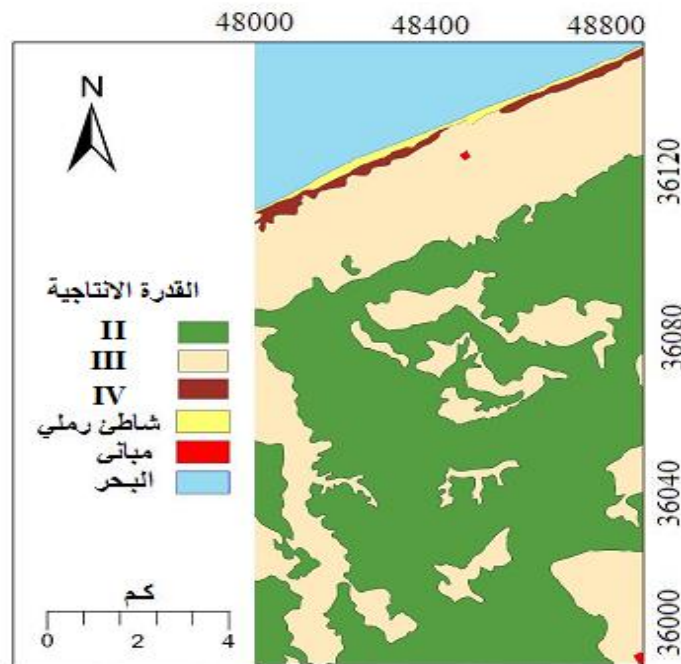 48000 48400 48800
N
36120
القدرة الانتاجية
II
36080
III
IV
شاطئ رملي
مبانى
البحر
36040
كم
0 2 4
36000